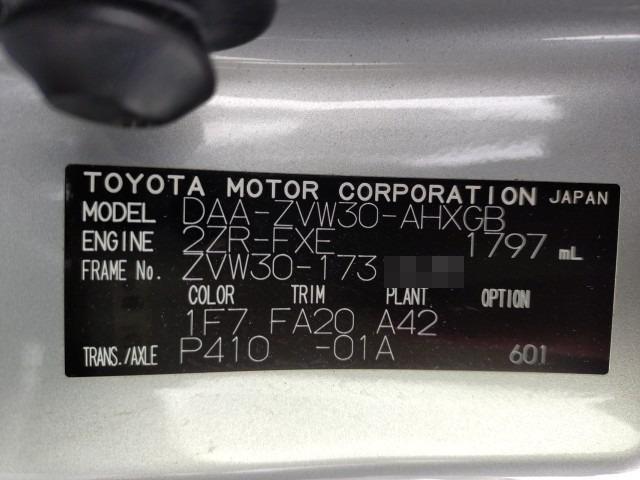 TOYOTA MOTOR CORPORATION JAPAN
MODEL DAA-ZVW30-AHXGB
ENGINE 2ZR-FXE 1797 mL
FRAME No. ZVW30-173
COLOR TRIM PLANT OPTION
1F7 FA20 A42
TRANS./AXLE P410 -01A 601